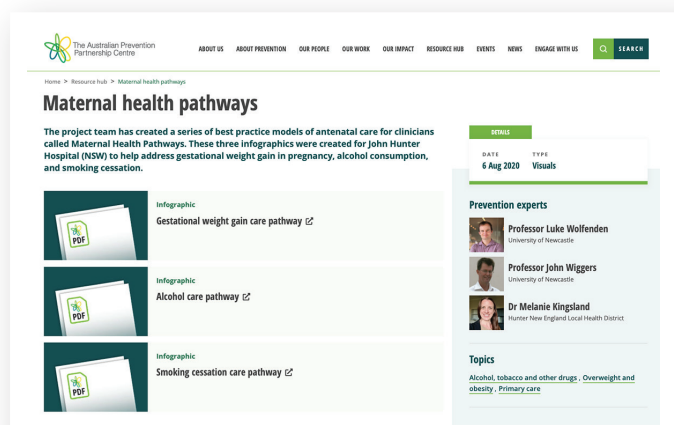 The Australian Prevention
Partnership Centre
ABOUT US ABOUT PREVENTION OUR PEOPLE OUR WORK OUR IMPACT RESOURCE HUB EVENTS NEWS ENGAGE WITH US SEARCH
Home > Resource hub > Maternal health pathways
Maternal health pathways
The project team has created a series of best practice models of antenatal care for clinicians
called Maternal Health Pathways. These three infographics were created for John Hunter
Hospital (NSW) to help address gestational weight gain in pregnancy, alcohol consumption,
and smoking cessation.
PDF
Infographic
Gestational weight gain care pathway
PDF
Infographic
Alcohol care pathway
PDF
Infographic
Smoking cessation care pathway
DETAILS
DATE TYPE
6 Aug 2020 Visuals
Prevention experts
Professor Luke Wolfenden
University of Newcastle
Professor John Wiggers
University of Newcastle
Dr Melanie Kingsland
Hunter New England Local Health District
Topics
Alcohol, tobacco and other drugs , Overweight and
obesity , Primary care